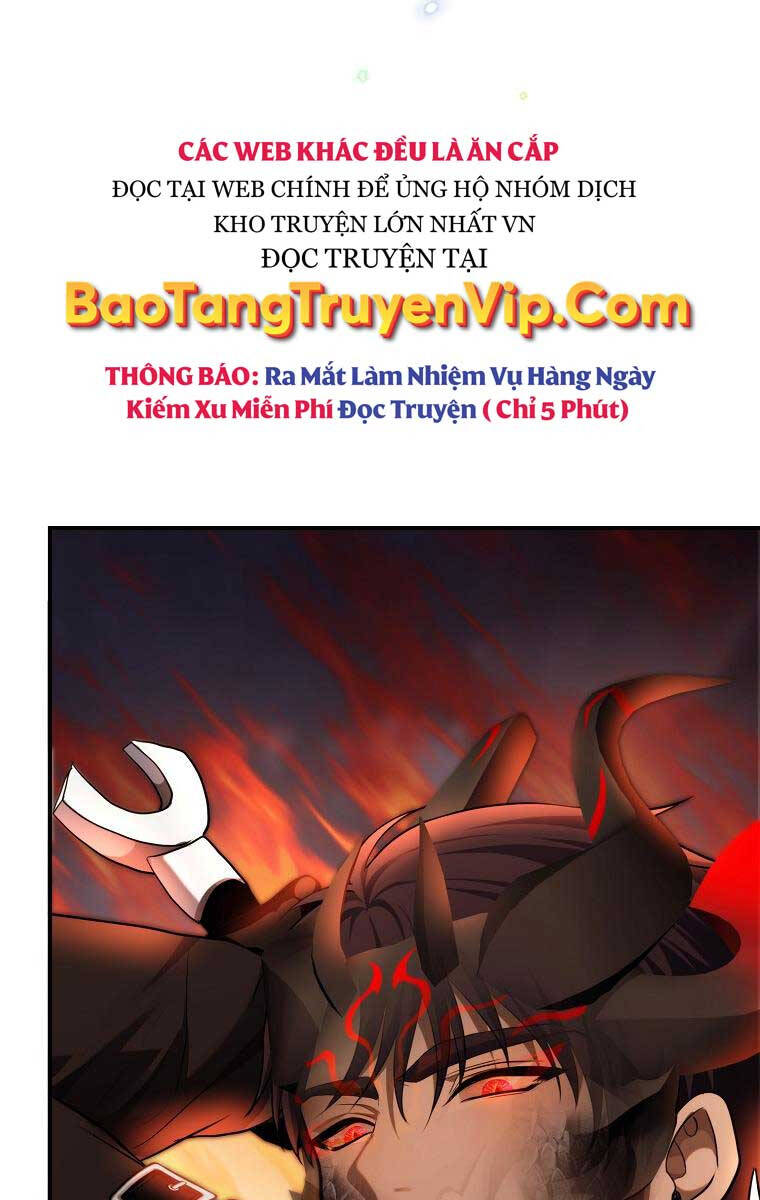 CÁC WEB KHÁC ĐỀU LÀ ĂN CẮP
ĐỌC TẠI WEB CHÍNH ĐỂ ỦNG HỘ NHÓM DỊCH
KHO TRUYỆN LỚN NHẤT VN
ĐỌC TRUYỆN TẠI
BaoTangTruyenVip.Com
THÔNG BÁO: Ra Mắt Làm Nhiệm Vụ Hàng Ngày
Kiếm Xu Miễn Phí Đọc Truyện ( Chỉ 5 Phút)